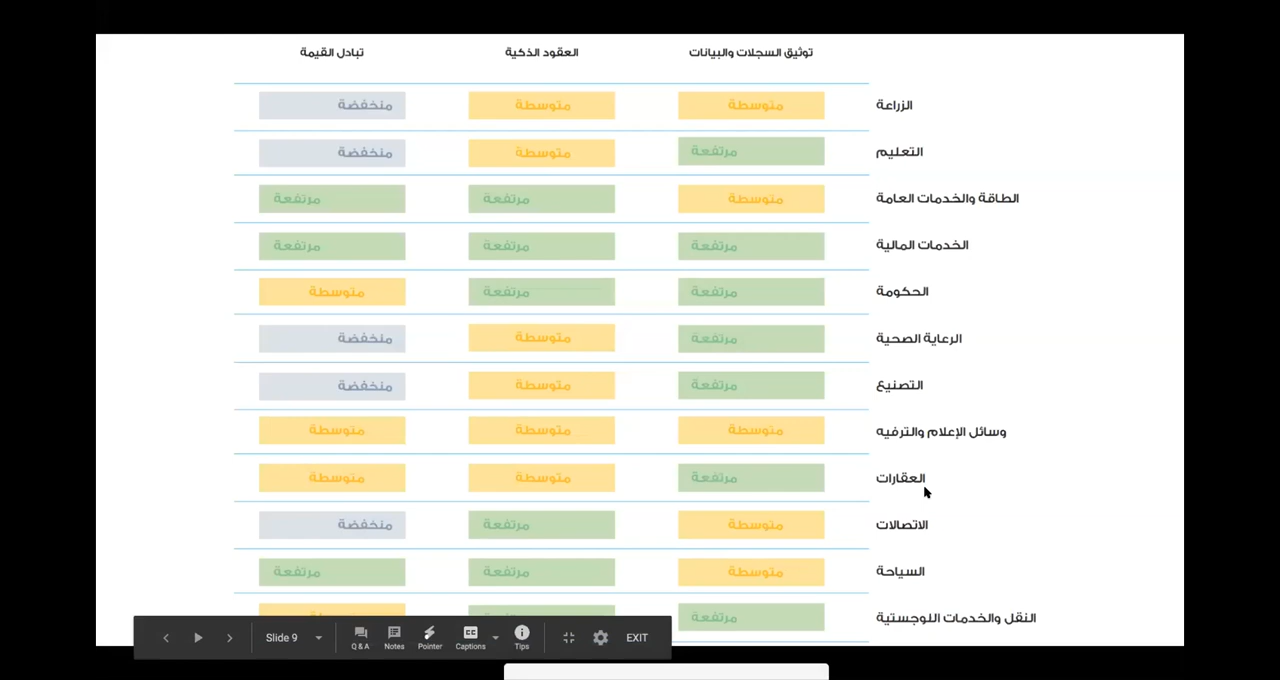 توثيق السجلات والبيانات العقود الذكية تبادل القيمة
الزراعة متوسطة متوسطة منخفضة
التعليم مرتفعة متوسطة منخفضة
الطاقة والخدمات العامة متوسطة مرتفعة مرتفعة
الخدمات المالية مرتفعة مرتفعة مرتفعة
الحكومة مرتفعة مرتفعة متوسطة
الرعاية الصحية مرتفعة متوسطة منخفضة
التصنيع مرتفعة متوسطة منخفضة
وسائل الإعلام والترفيه متوسطة متوسطة متوسطة
العقارات مرتفعة متوسطة متوسطة
الاتصالات متوسطة مرتفعة منخفضة
السياحة متوسطة مرتفعة مرتفعة
النقل والخدمات اللوجستية مرتفعة
Slide 9 Q & A Notes Pointer CC Captions Tips EXIT